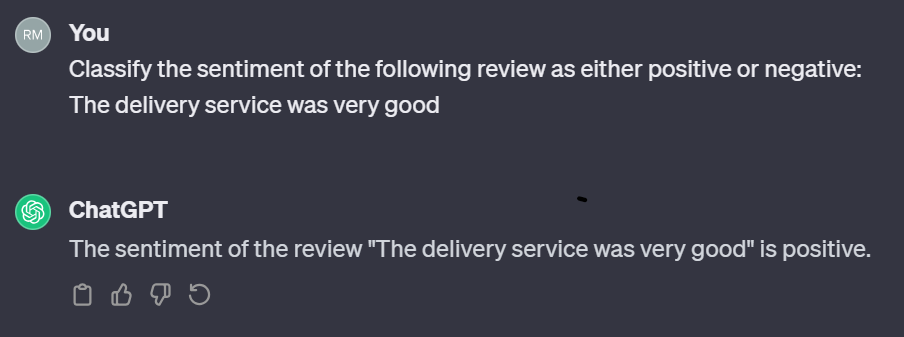 RM
You
Classify the sentiment of the following review as either positive or negative:
The delivery service was very good
ChatGPT
The sentiment of the review "The delivery service was very good" is positive.